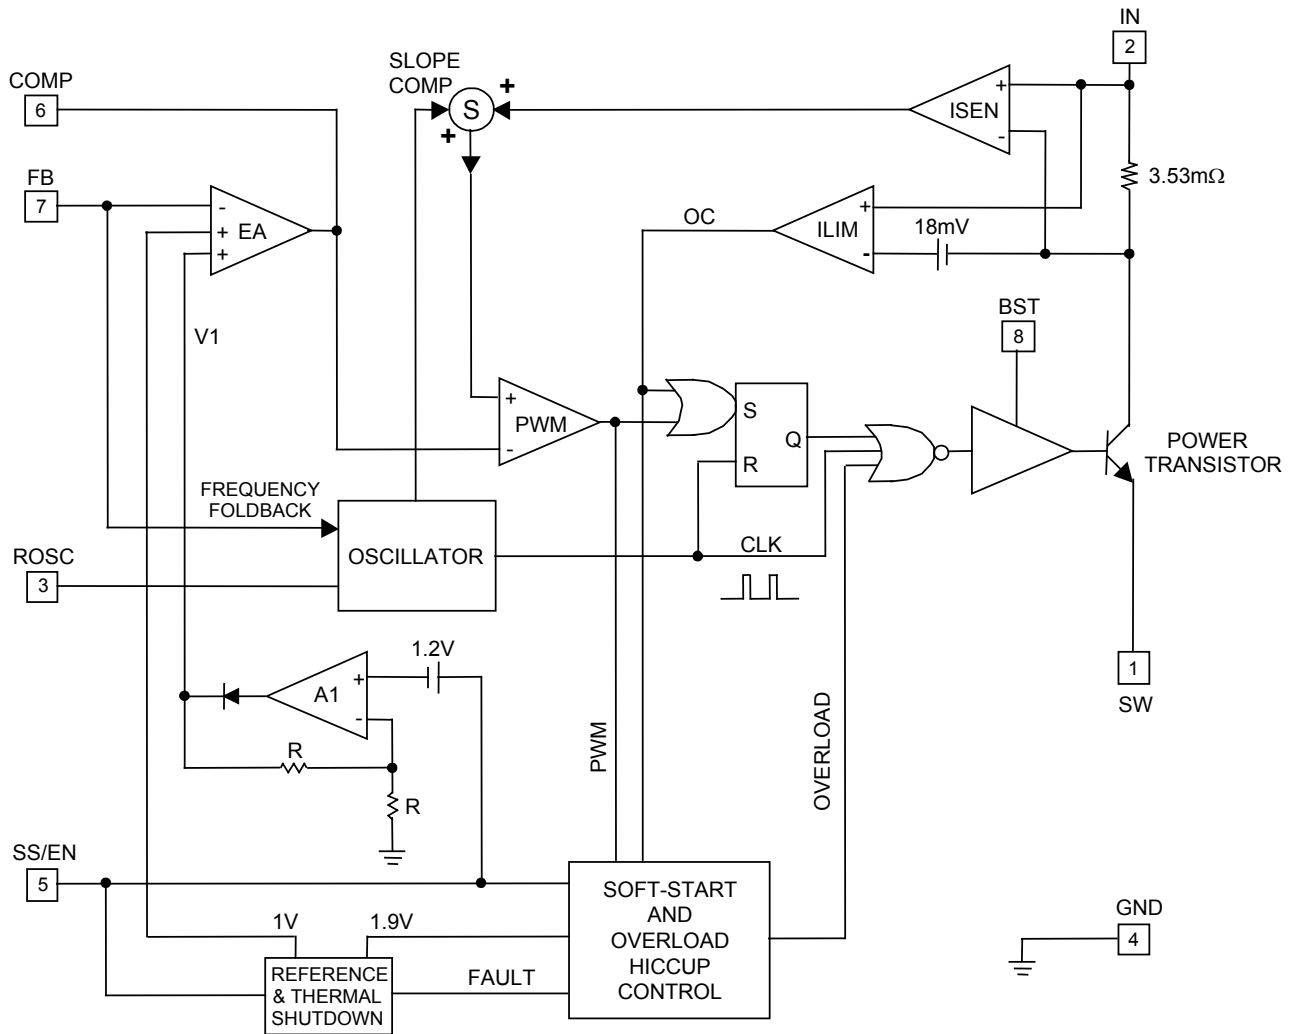 IN
2
COMP
6
SLOPE
COMP
+
S
+
ISEN
+
-
3.53mΩ
FB
7
-
+
+
EA
OC
ILIM
+
-
18mV
BST
8
V1
+
-
PWM
S
R
Q
POWER
TRANSISTOR
FREQUENCY
FOLDBACK
OSCILLATOR
CLK
ROSC
3
1.2V
A1
+
-
R
R
PWM
OVERLOAD
1
SW
SS/EN
5
1V
1.9V
REFERENCE
& THERMAL
SHUTDOWN
FAULT
SOFT-START
AND
OVERLOAD
HICCUP
CONTROL
GND
4